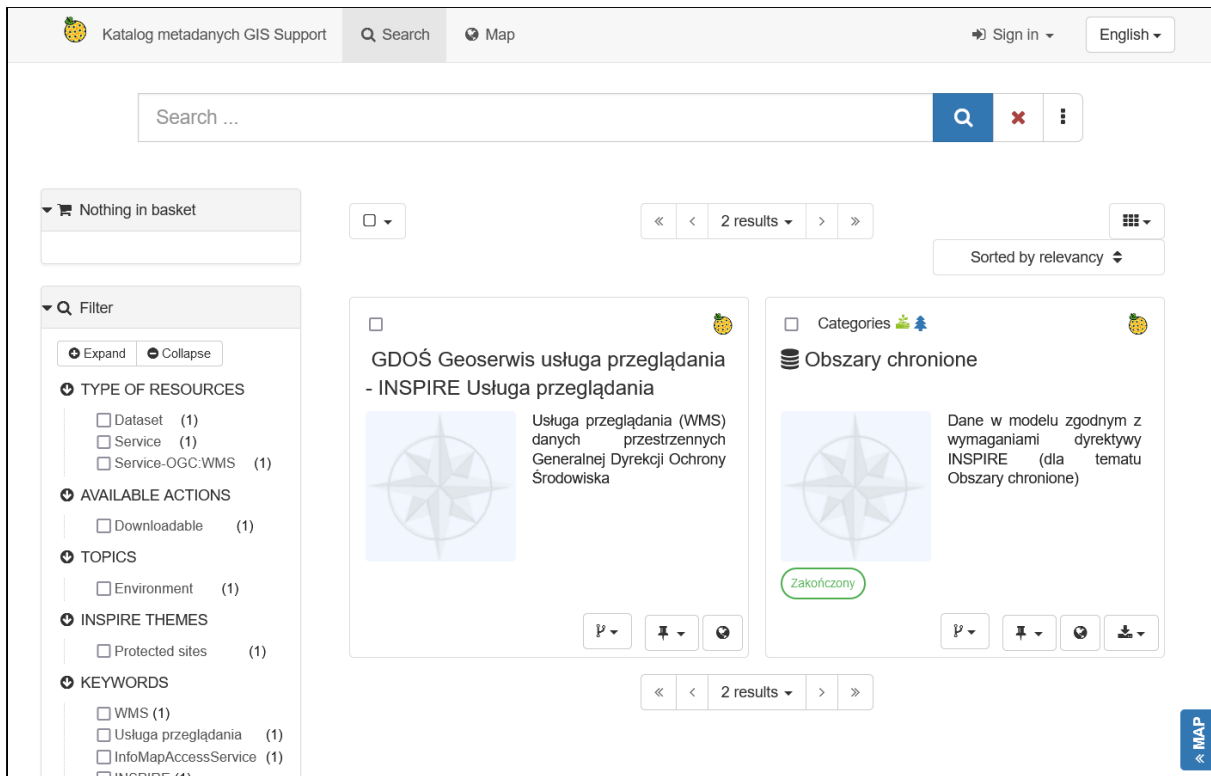 Katalog metadanych GIS Support
Search
Map
Sign in
English
Search ...
Nothing in basket
2 results
Sorted by relevancy
Filter
Expand
Collapse
TYPE OF RESOURCES
Dataset (1)
Service (1)
Service-OGC:WMS (1)
AVAILABLE ACTIONS
Downloadable (1)
TOPICS
Environment (1)
INSPIRE THEMES
Protected sites (1)
KEYWORDS
WMS (1)
Usługa przeglądania (1)
InfoMapAccessService (1)
INSPIRE (1)
GDOŚ Geoserwis usługa przeglądania
- INSPIRE Usługa przeglądania
Usługa przeglądania (WMS)
danych przestrzennych
Generalnej Dyrekcji Ochrony
Środowiska
Categories
Obszary chronione
Dane w modelu zgodnym z
wymaganiami dyrektywy
INSPIRE (dla tematu
Obszary chronione)
Zakończony
2 results
« MAP